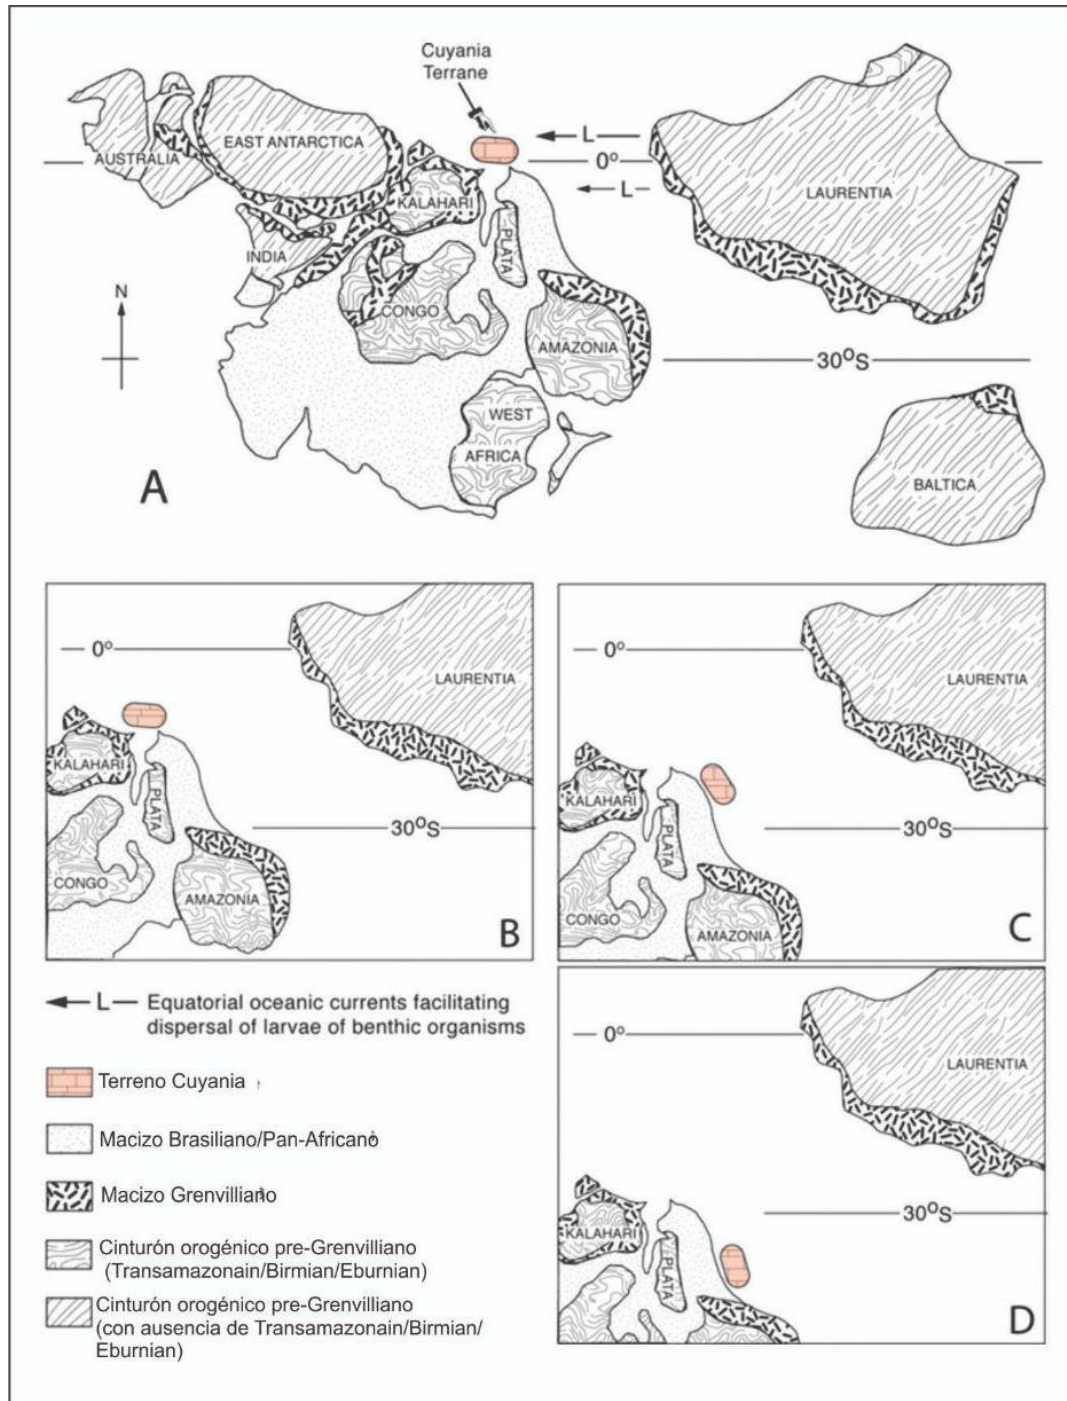 Cuyania
Terrane
L
0°
L
AUSTRALIA
EAST ANTARCTICA
KALAHARI
LAURENTIA
INDIA
PLATA
N
CONGO
AMAZONIA
30°S
WEST
AFRICA
BALTICA
A
0°
LAURENTIA
KALAHARI
PLATA
30°S
CONGO
AMAZONIA
B
0°
LAURENTIA
KALAHARI
PLATA
30°S
CONGO
AMAZONIA
C
L Equatorial oceanic currents facilitating
dispersal of larvae of benthic organisms
Terreno Cuyania
Macizo Brasiliano/Pan-Africano
Macizo Grenvilliano
Cinturón orogénico pre-Grenvilliano
(Transamazonain/Birmian/Eburnian)
Cinturón orogénico pre-Grenvilliano
(con ausencia de Transamazonain/Birmian/
Eburnian)
0°
LAURENTIA
30°S
KALAHARI
PLATA
D